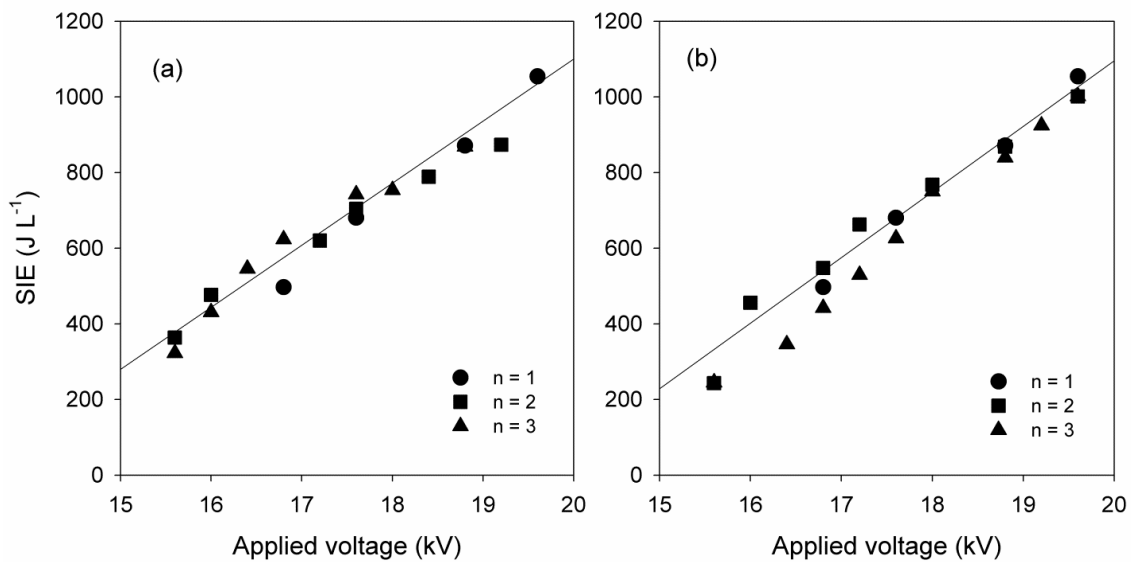 (a)
SIE (J L⁻¹)
1200
1000
800
600
400
200
0
15 16 17 18 19 20
Applied voltage (kV)
n = 1
n = 2
n = 3
(b)
1200
1000
800
600
400
200
0
15 16 17 18 19 20
Applied voltage (kV)
n = 1
n = 2
n = 3